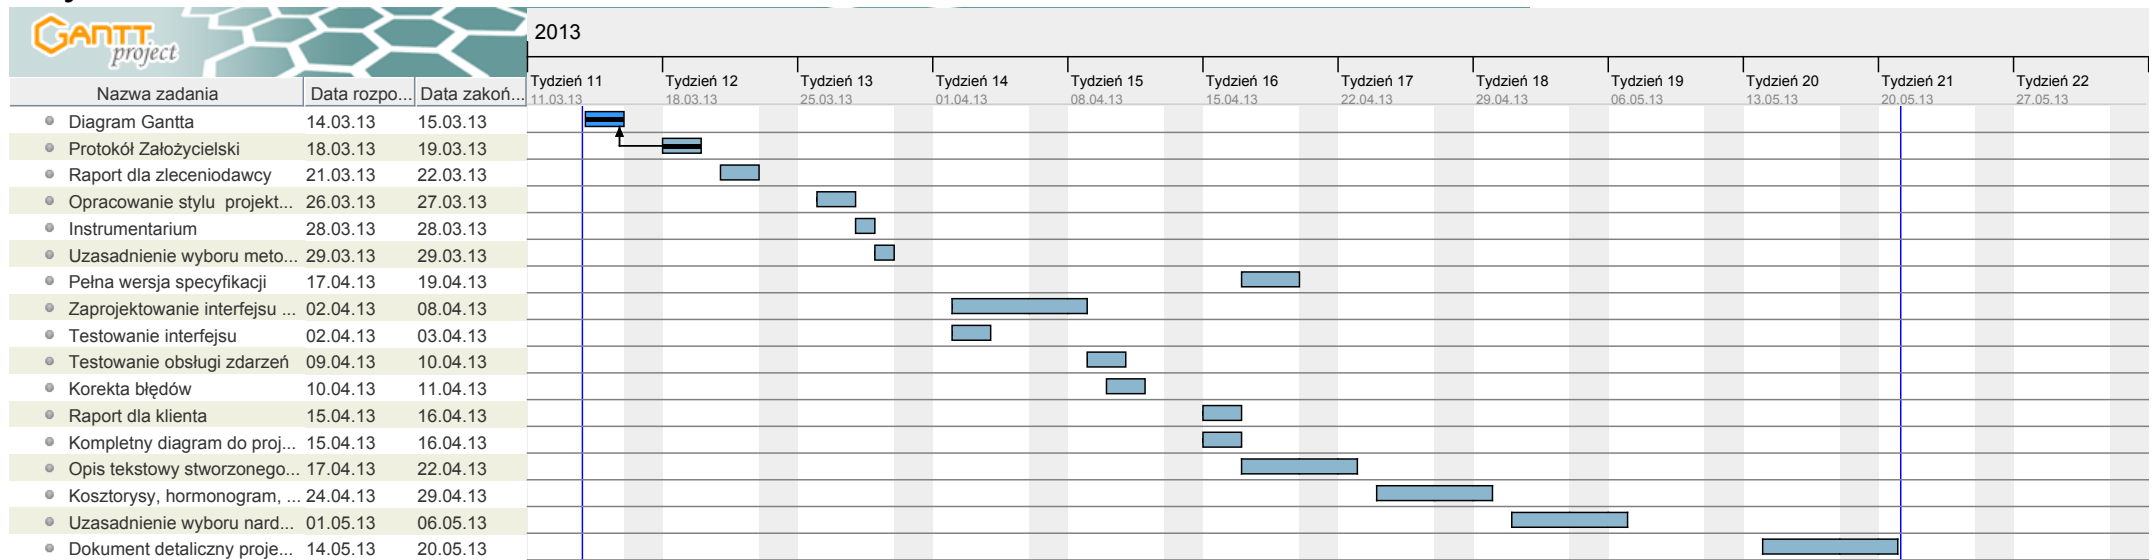 GANTT
project
2013
Tydzień 11 Tydzień 12 Tydzień 13 Tydzień 14 Tydzień 15 Tydzień 16 Tydzień 17 Tydzień 18 Tydzień 19 Tydzień 20 Tydzień 21 Tydzień 22
11.03.13 18.03.13 25.03.13 01.04.13 08.04.13 15.04.13 22.04.13 29.04.13 06.05.13 13.05.13 20.05.13 27.05.13
Nazwa zadania Data rozpo... Data zakoń...
Diagram Gantta 14.03.13 15.03.13
Protokół Założycielski 18.03.13 19.03.13
Raport dla zleceniodawcy 21.03.13 22.03.13
Opracowanie stylu projekt... 26.03.13 27.03.13
Instrumentarium 28.03.13 28.03.13
Uzasadnienie wyboru meto... 29.03.13 29.03.13
Pełna wersja specyfikacji 17.04.13 19.04.13
Zaprojektowanie interfejsu ... 02.04.13 08.04.13
Testowanie interfejsu 02.04.13 03.04.13
Testowanie obsługi zdarzeń 09.04.13 10.04.13
Korekta błędów 10.04.13 11.04.13
Raport dla klienta 15.04.13 16.04.13
Kompletny diagram do proj... 15.04.13 16.04.13
Opis tekstowy stworzonego... 17.04.13 22.04.13
Kosztorysy, hormonogram, ... 24.04.13 29.04.13
Uzasadnienie wyboru nard... 01.05.13 06.05.13
Dokument detaliczny proje... 14.05.13 20.05.13